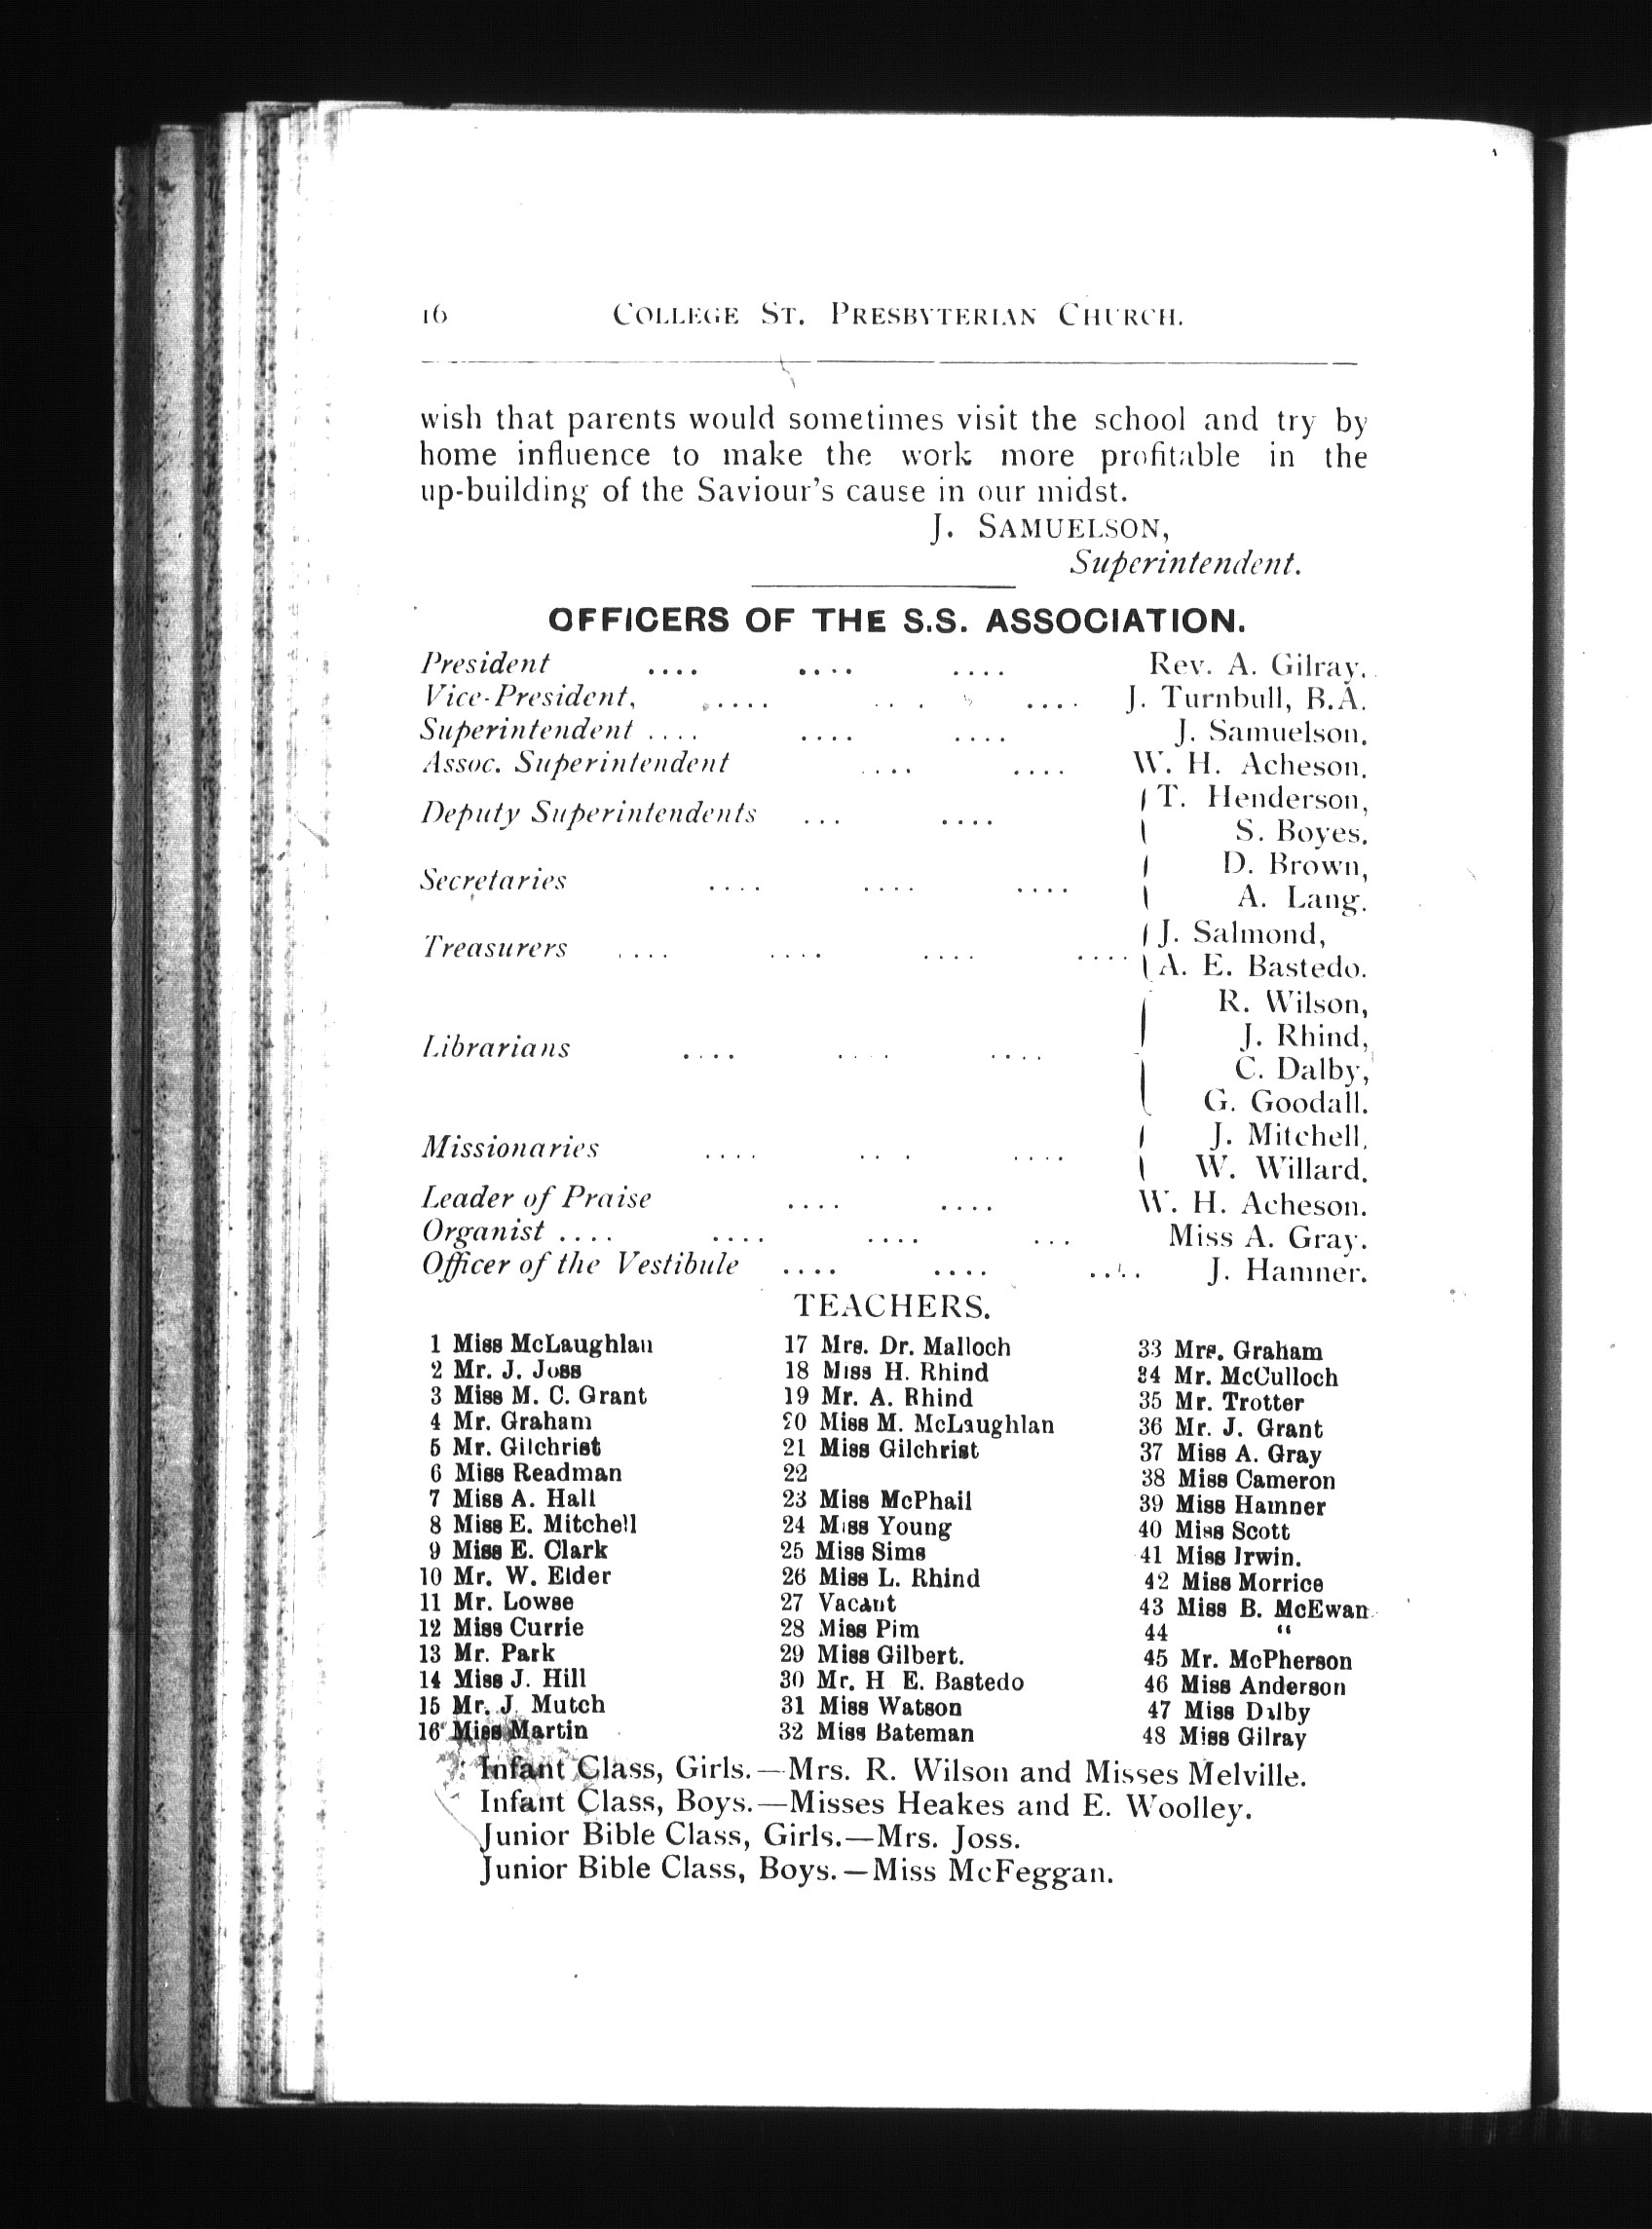 16 COLLEGE ST. PRESBYTERIAN CHURCH.
wish that parents would sometimes visit the school and try by
home influence to make the work more profitable in the
up-building of the Saviour's cause in our midst.
J. SAMUELSON,
Superintendent.
OFFICERS OF THE S.S. ASSOCIATION.
President .... .... .... Rev. A. Gilray.
Vice-President, .... ... .... J. Turnbull, B.A.
Superintendent .... .... .... J. Samuelson.
Assoc. Superintendent .... .... W. H. Acheson.
Deputy Superintendents ... .... T. Henderson,
S. Boyes.
Secretaries .... .... .... D. Brown,
A. Lang.
Treasurers .... .... .... .... J. Salmond,
A. E. Bastedo.
Librarians .... .... .... R. Wilson,
J. Rhind,
C. Dalby,
G. Goodall.
Missionaries .... ... .... J. Mitchell,
W. Willard.
Leader of Praise .... .... W. H. Acheson.
Organist .... .... .... ... Miss A. Gray.
Officer of the Vestibule .... .... .... J. Hamner.
TEACHERS.
1 Miss McLaughlan
2 Mr. J. Joss
3 Miss M. C. Grant
4 Mr. Graham
5 Mr. Gilchrist
6 Miss Readman
7 Miss A. Hall
8 Miss E. Mitchell
9 Miss E. Clark
10 Mr. W. Elder
11 Mr. Lowse
12 Miss Currie
13 Mr. Park
14 Miss J. Hill
15 Mr. J. Mutch
16 Miss Martin
17 Mrs. Dr. Malloch
18 Miss H. Rhind
19 Mr. A. Rhind
20 Miss M. McLaughlan
21 Miss Gilchrist
22
23 Miss McPhail
24 Miss Young
25 Miss Sims
26 Miss L. Rhind
27 Vacant
28 Miss Pim
29 Miss Gilbert.
30 Mr. H E. Bastedo
31 Miss Watson
32 Miss Bateman
33 Mrs. Graham
34 Mr. McCulloch
35 Mr. Trotter
36 Mr. J. Grant
37 Miss A. Gray
38 Miss Cameron
39 Miss Hamner
40 Miss Scott
41 Miss Irwin.
42 Miss Morrice
43 Miss B. McEwan
44 "
45 Mr. McPherson
46 Miss Anderson
47 Miss Dalby
48 Miss Gilray
Infant Class, Girls.—Mrs. R. Wilson and Misses Melville.
Infant Class, Boys.—Misses Heakes and E. Woolley.
Junior Bible Class, Girls.—Mrs. Joss.
Junior Bible Class, Boys.—Miss McFeggan.